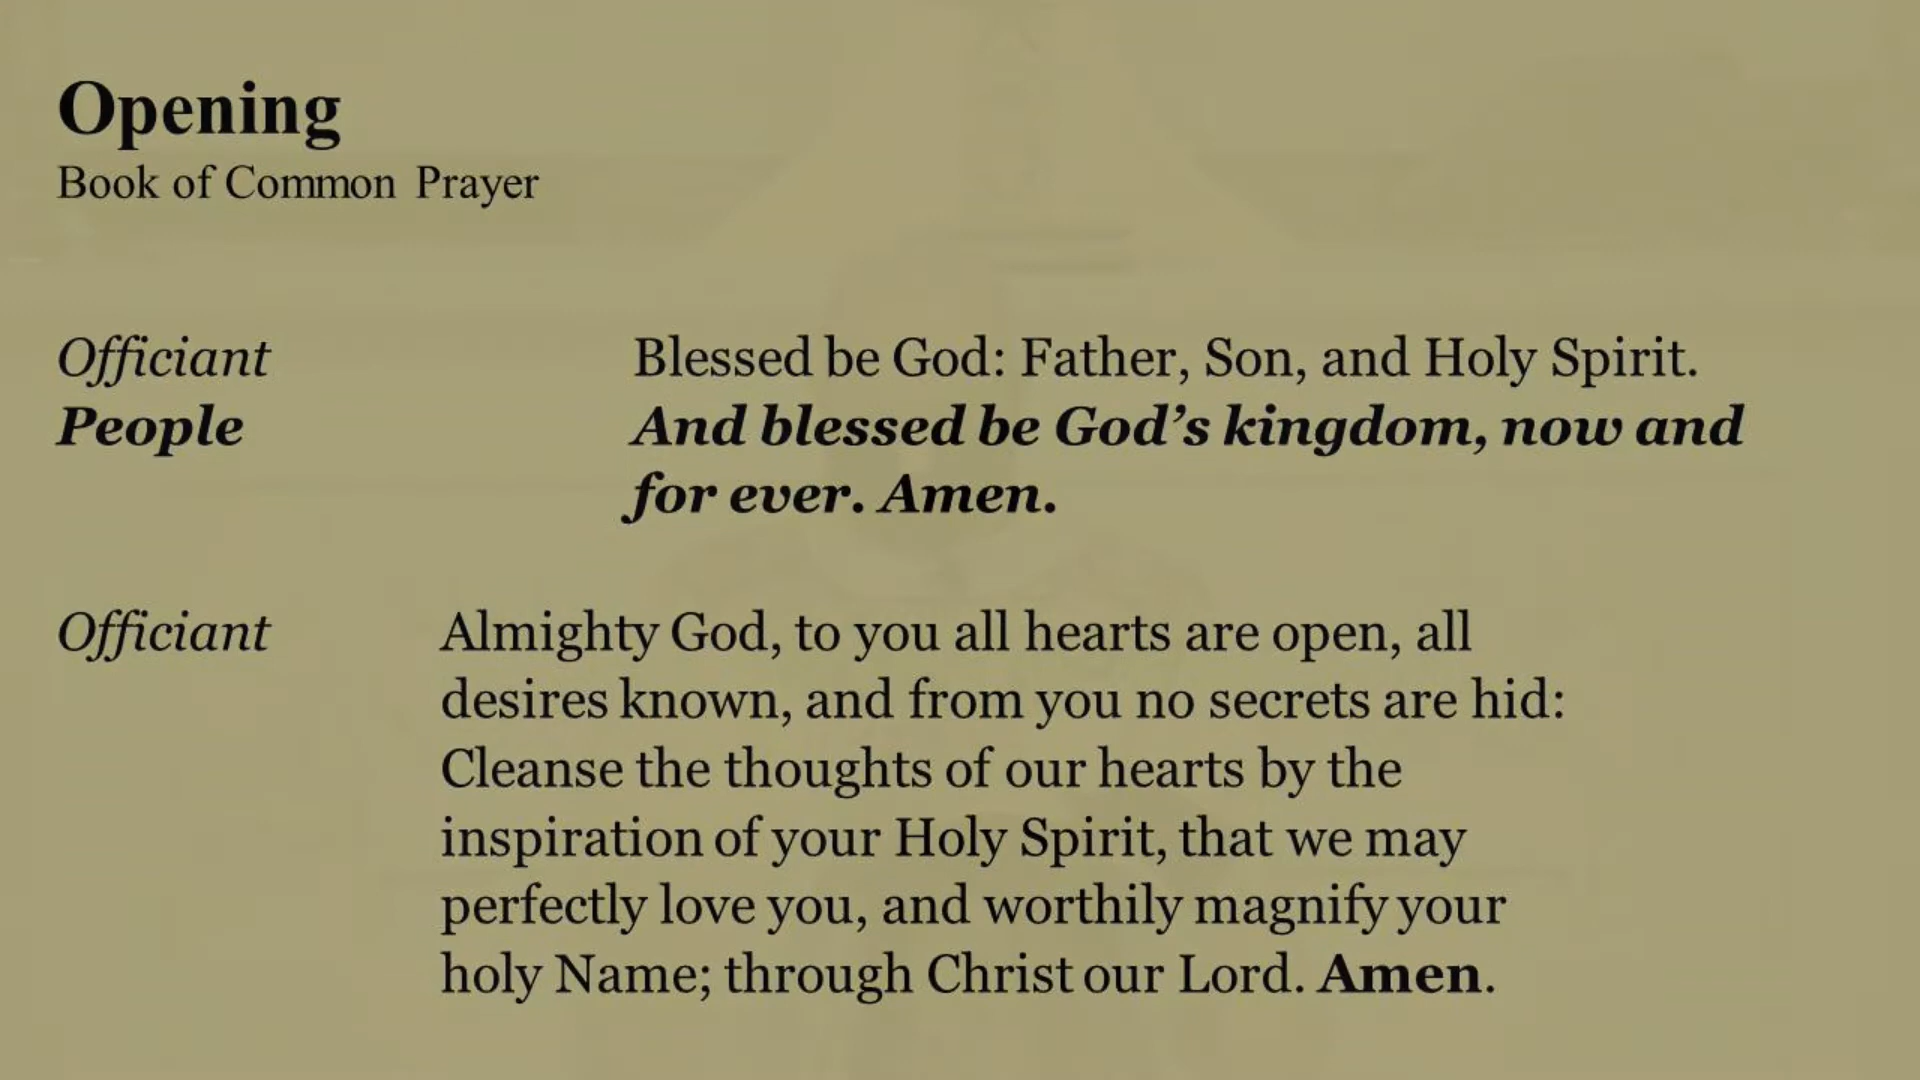 Opening
Book of Common Prayer
Officiant Blessed be God: Father, Son, and Holy Spirit.
People And blessed be God’s kingdom, now and
for ever. Amen.
Officiant Almighty God, to you all hearts are open, all
desires known, and from you no secrets are hid:
Cleanse the thoughts of our hearts by the
inspiration of your Holy Spirit, that we may
perfectly love you, and worthily magnify your
holy Name; through Christ our Lord. Amen.